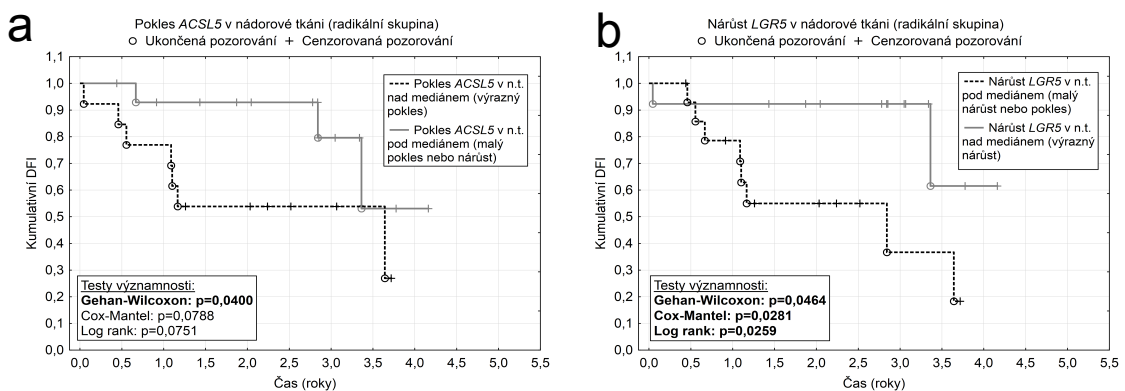 a
Pokles ACSL5 v nádorové tkáni (radikální skupina)
Ukončená pozorování + Cenzorovaná pozorování
1,1
1,0
0,9
0,8
0,7
0,6
0,5
0,4
0,3
0,2
0,1
0,0
Kumulativní DFI
Pokles ACSL5 v n.t.
nad mediánem (výrazný
pokles)
Pokles ACSL5 v n.t.
pod mediánem (malý
pokles nebo nárůst)
Testy významnosti:
Gehan-Wilcoxon: p=0,0400
Cox-Mantel: p=0,0788
Log rank: p=0,0751
0,0 0,5 1,0 1,5 2,0 2,5 3,0 3,5 4,0 4,5 5,0 5,5
Čas (roky)
b
Nárůst LGR5 v nádorové tkáni (radikální skupina)
Ukončená pozorování + Cenzorovaná pozorování
1,1
1,0
0,9
0,8
0,7
0,6
0,5
0,4
0,3
0,2
0,1
0,0
Kumulativní DFI
Nárůst LGR5 v n.t.
pod mediánem (malý
nárůst nebo pokles)
Nárůst LGR5 v n.t.
nad mediánem (výrazný
nárůst)
Testy významnosti:
Gehan-Wilcoxon: p=0,0464
Cox-Mantel: p=0,0281
Log rank: p=0,0259
0,0 0,5 1,0 1,5 2,0 2,5 3,0 3,5 4,0 4,5 5,0 5,5
Čas (roky)